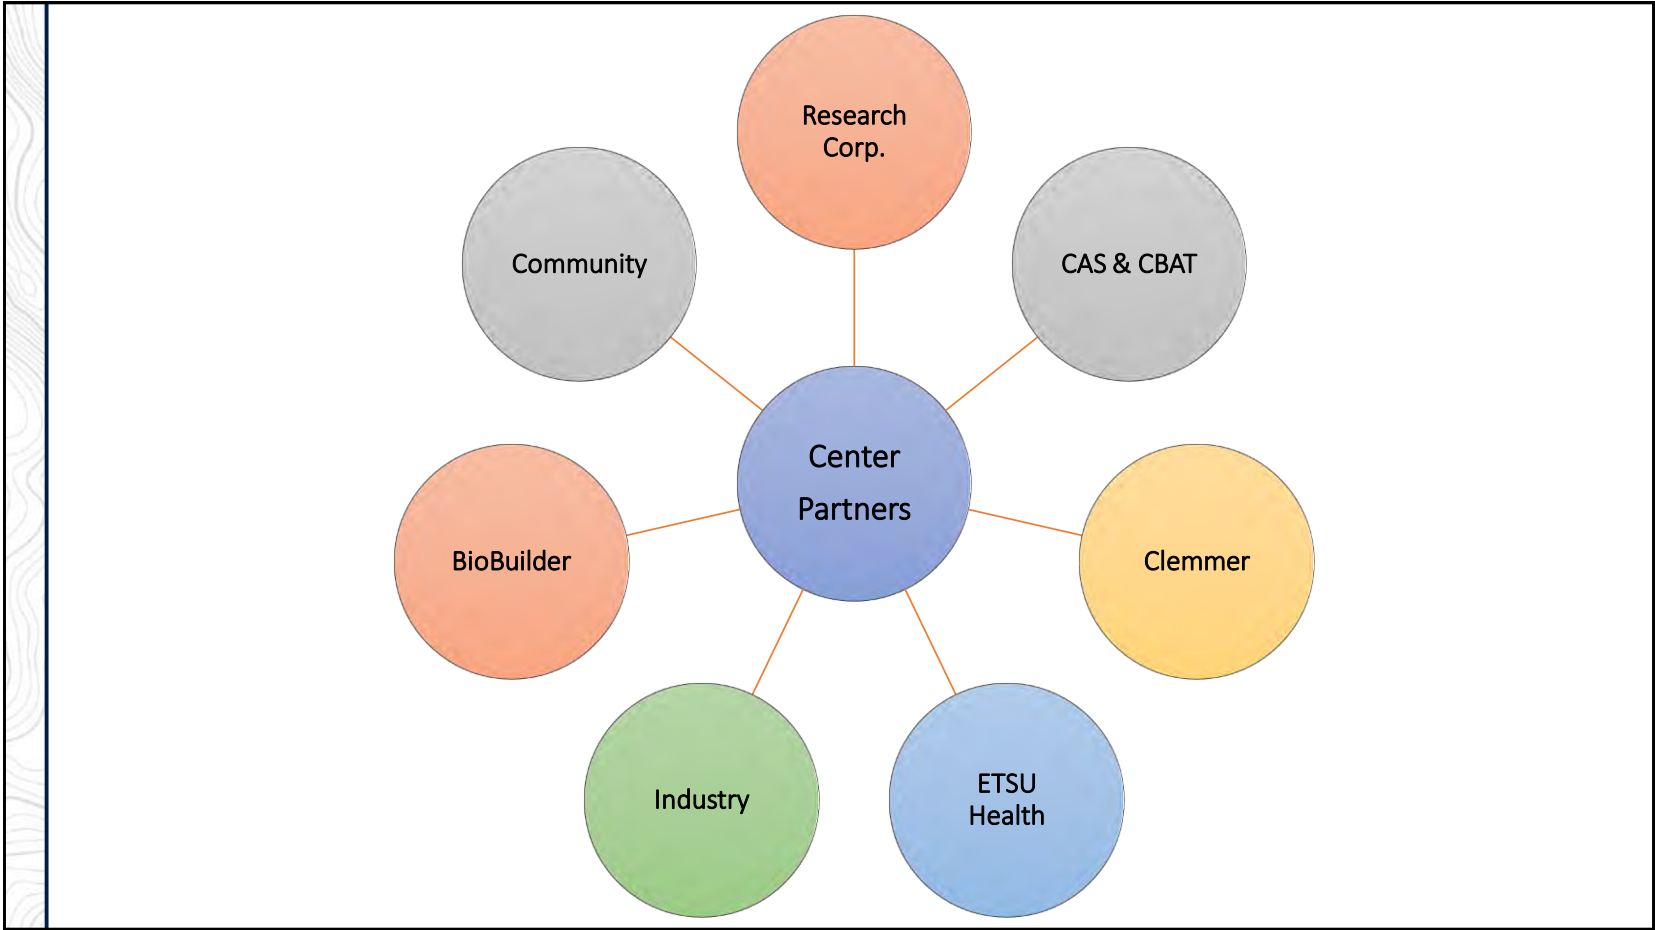 Research
Corp.
Community
CAS & CBAT
Center
Partners
BioBuilder
Clemmer
Industry
ETSU
Health